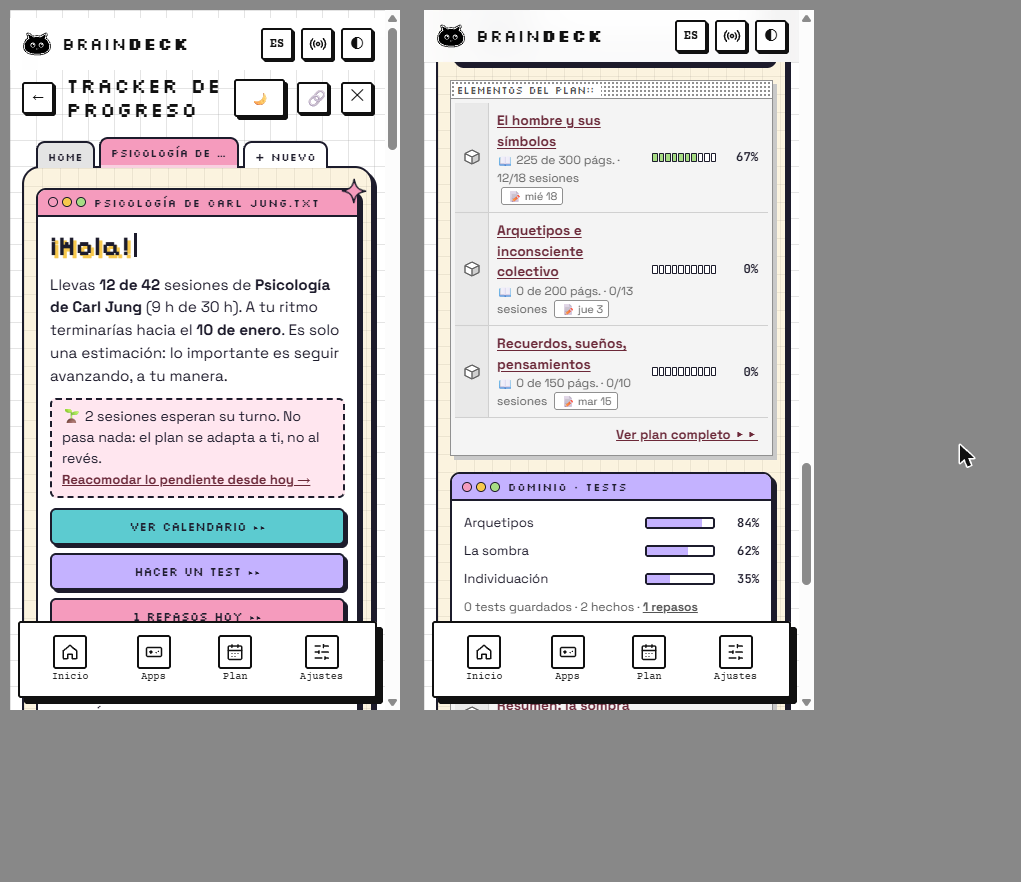 BRAINDECK
ES
TRACKER DE
PROGRESO
HOME
PSICOLOGÍA DE …
+ NUEVO
PSICOLOGÍA DE CARL JUNG.TXT
¡Hola!
Llevas 12 de 42 sesiones de Psicología
de Carl Jung (9 h de 30 h). A tu ritmo
terminarías hacia el 10 de enero. Es solo
una estimación: lo importante es seguir
avanzando, a tu manera.
2 sesiones esperan su turno. No
pasa nada: el plan se adapta a ti, no al
revés.
Reacomodar lo pendiente desde hoy →
VER CALENDARIO ▸▸
HACER UN TEST ▸▸
1 REPASOS HOY ▸▸
Inicio
Apps
Plan
Ajustes
BRAINDECK
ES
ELEMENTOS DEL PLAN::
El hombre y sus
símbolos
225 de 300 págs. ·
12/18 sesiones
mié 18
67%
Arquetipos e
inconsciente
colectivo
0 de 200 págs. · 0/13
sesiones
jue 3
0%
Recuerdos, sueños,
pensamientos
0 de 150 págs. · 0/10
sesiones
mar 15
0%
Ver plan completo ▸▸
DOMINIO · TESTS
Arquetipos
84%
La sombra
62%
Individuación
35%
0 tests guardados · 2 hechos · 1 repasos
Inicio
Apps
Plan
Ajustes
Resumen: la sombra